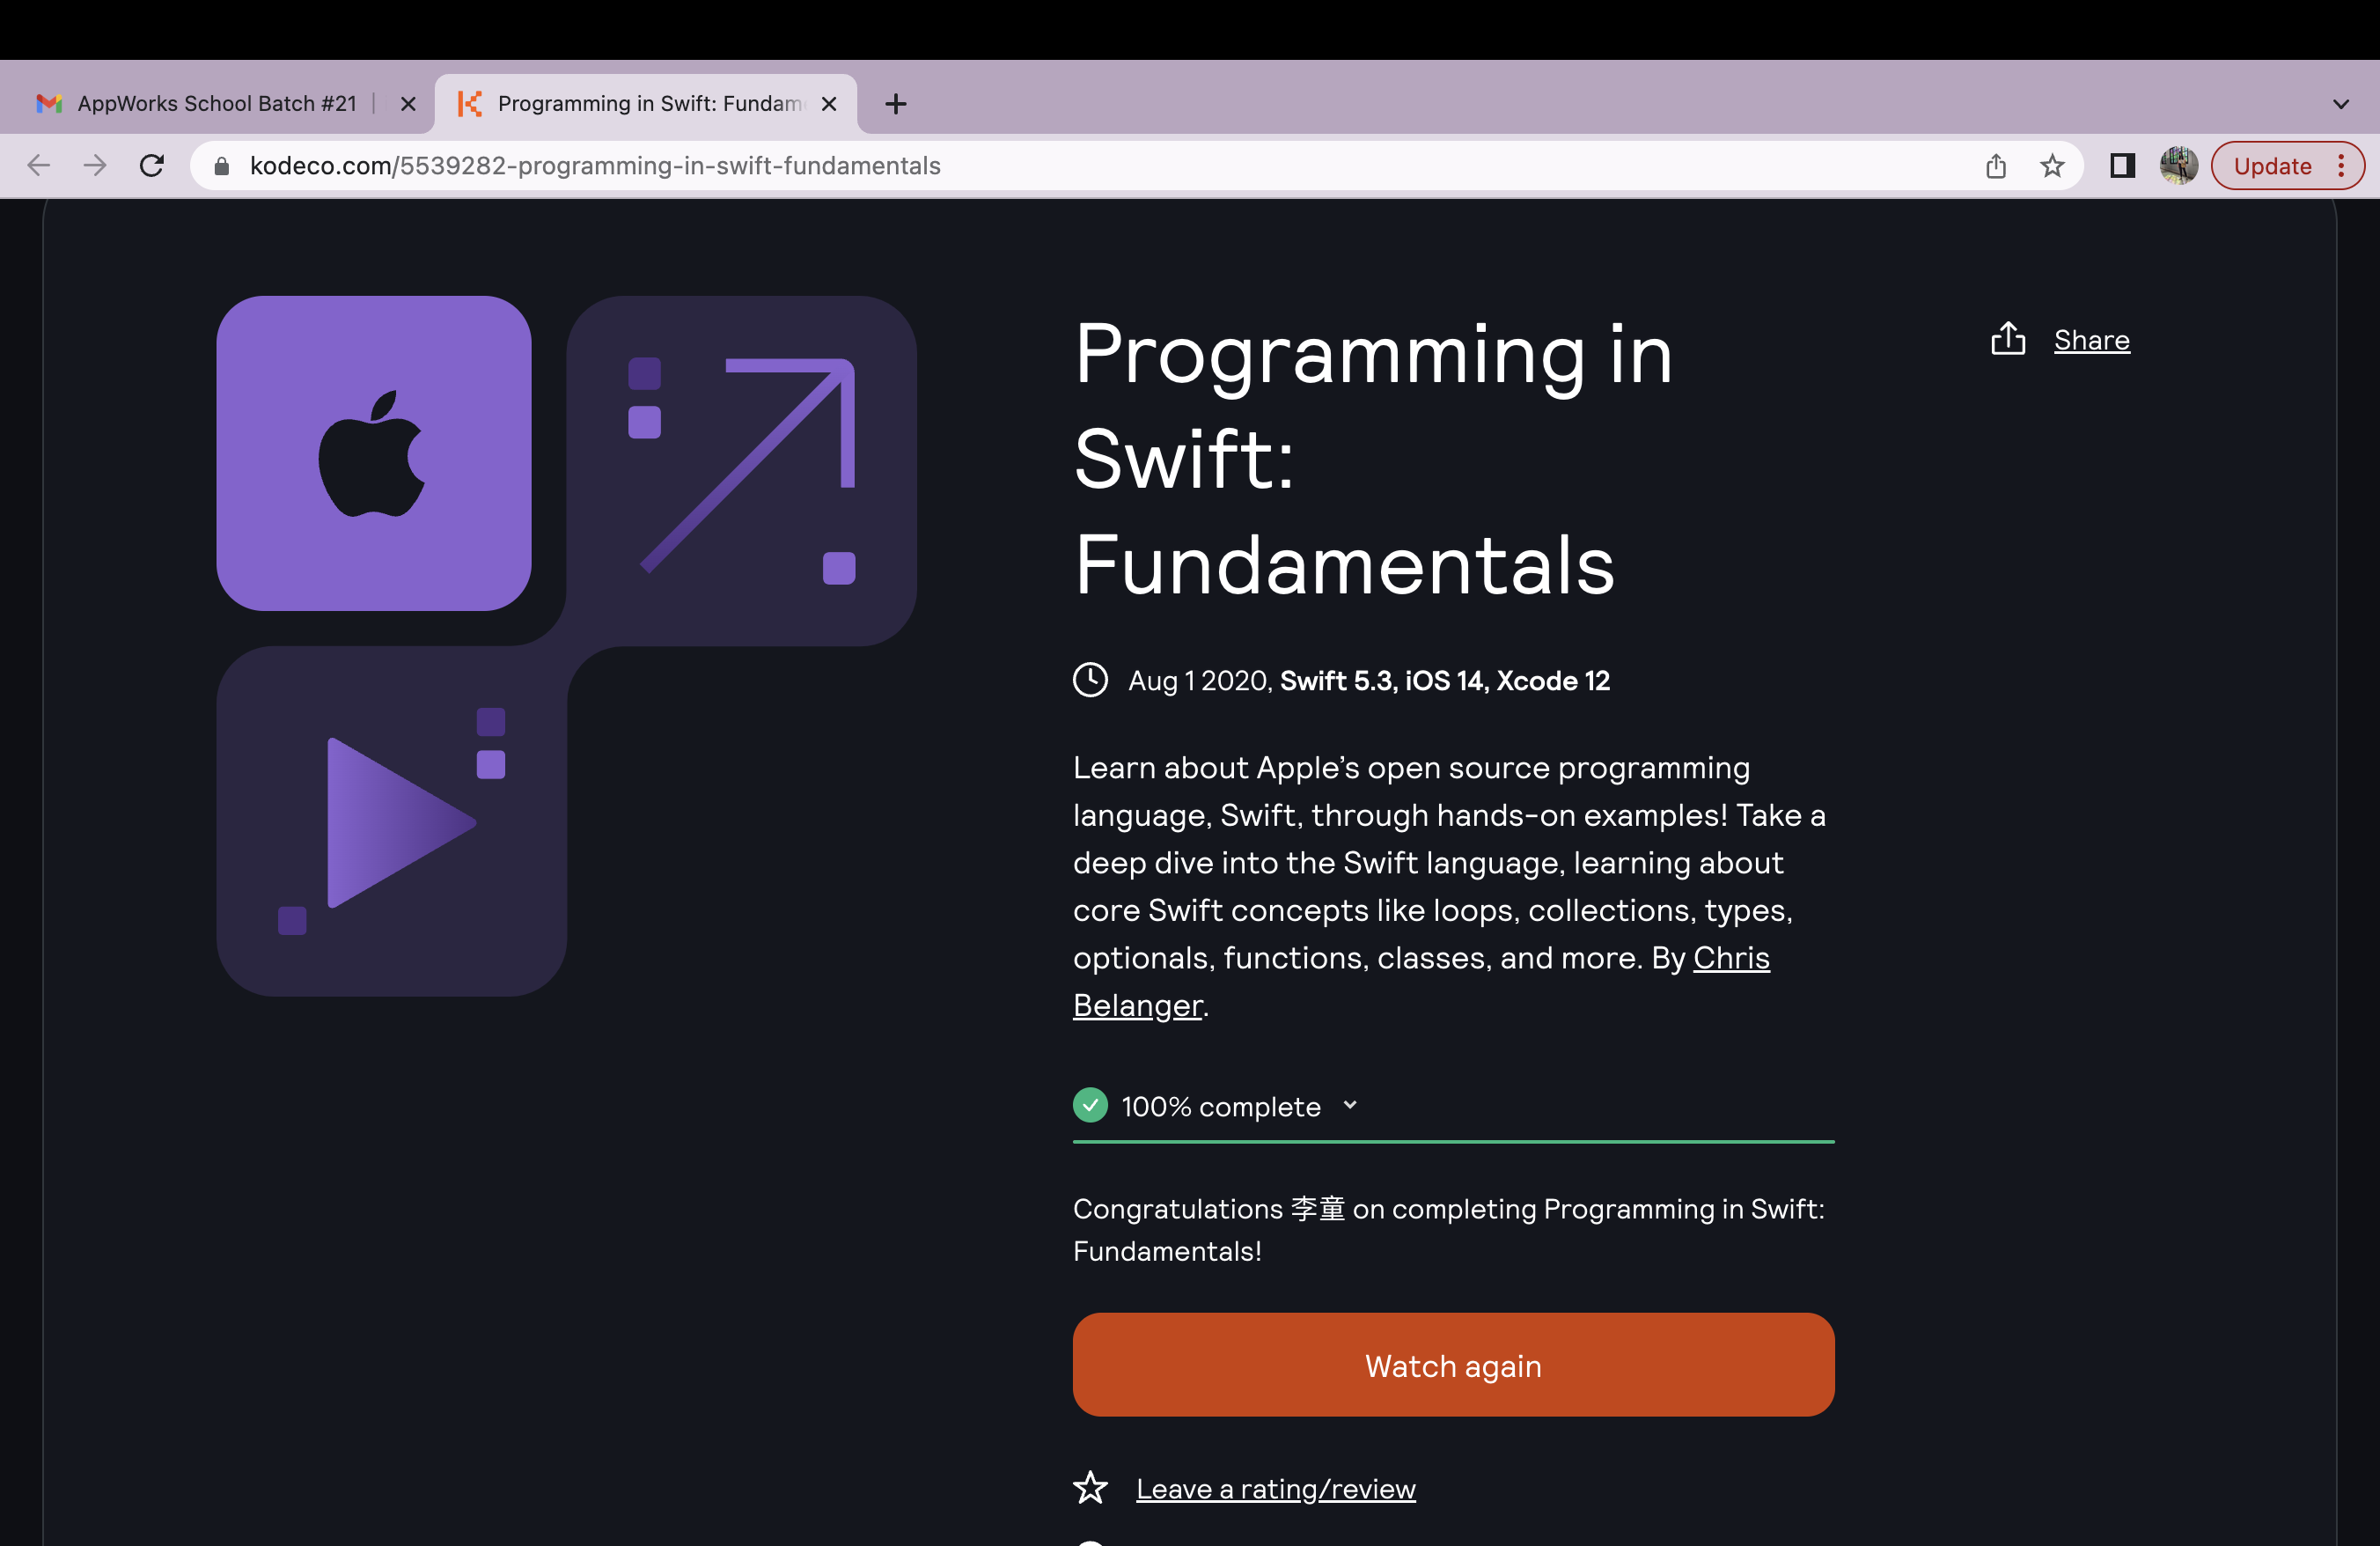 AppWorks School Batch #21
Programming in Swift: Fundam
kodeco.com/5539282-programming-in-swift-fundamentals
Update
Programming in
Swift:
Fundamentals
Share
Aug 1 2020, Swift 5.3, iOS 14, Xcode 12
Learn about Apple’s open source programming
language, Swift, through hands-on examples! Take a
deep dive into the Swift language, learning about
core Swift concepts like loops, collections, types,
optionals, functions, classes, and more. By Chris
Belanger.
100% complete
Congratulations 李童 on completing Programming in Swift:
Fundamentals!
Watch again
Leave a rating/review